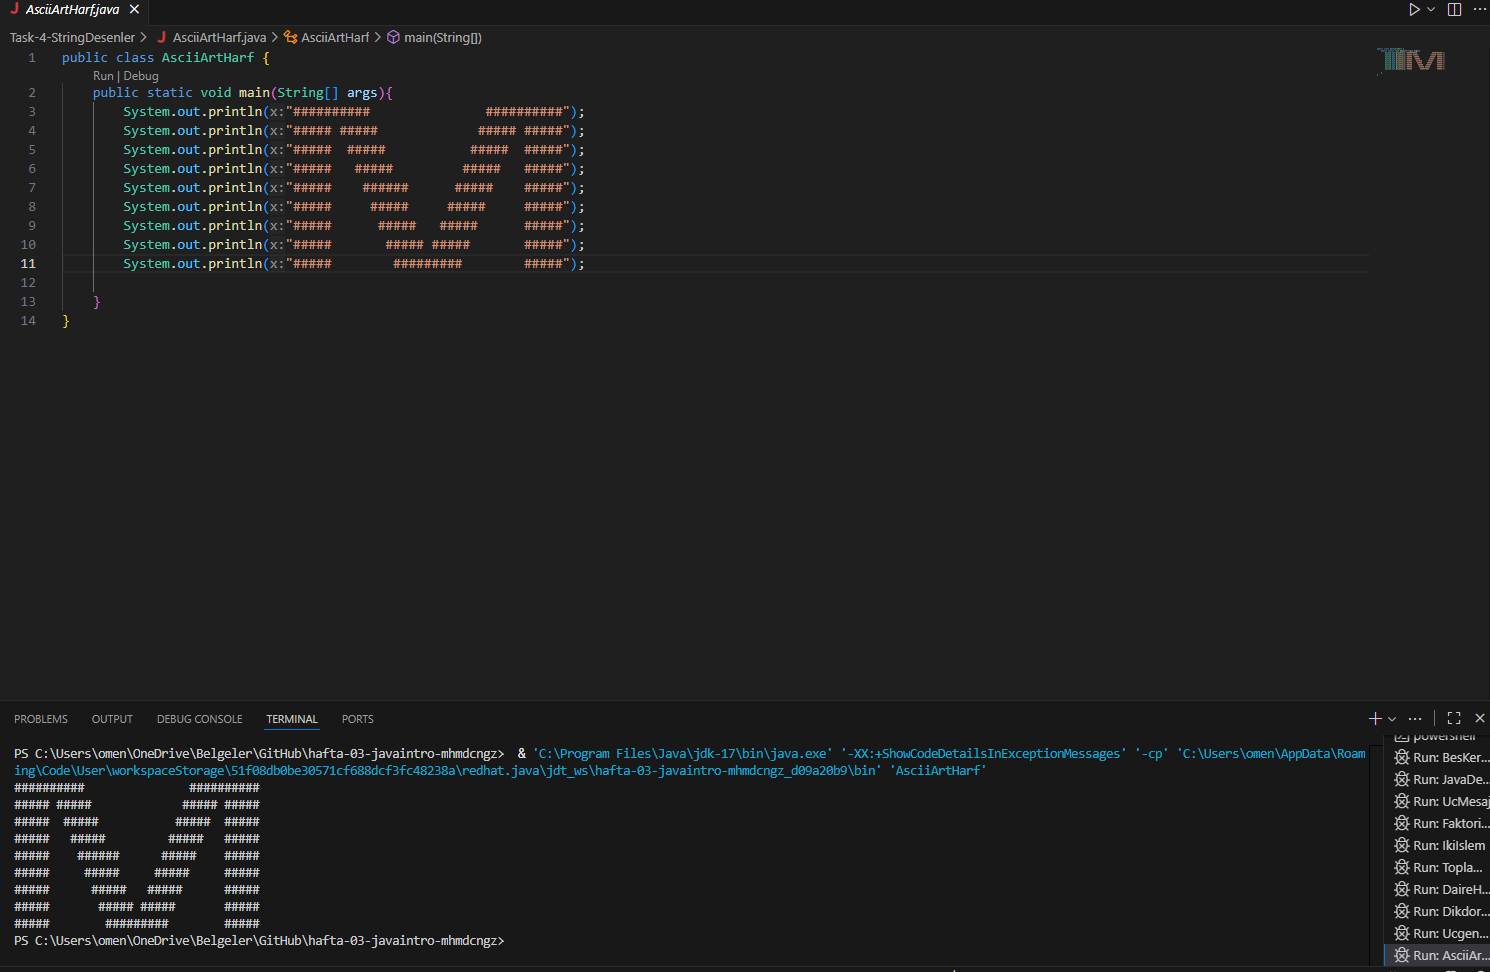 AsciiArtHarf.java
Task-4-StringDesenler > AsciiArtHarf.java > AsciiArtHarf > main(String[])
1 public class AsciiArtHarf {
Run | Debug
2     public static void main(String[] args){
3         System.out.println(x:"##########               ##########");
4         System.out.println(x:"##### #####             ##### #####");
5         System.out.println(x:"#####  #####           #####  #####");
6         System.out.println(x:"#####   #####         #####   #####");
7         System.out.println(x:"#####    ######      #####    #####");
8         System.out.println(x:"#####     #####     #####     #####");
9         System.out.println(x:"#####      #####   #####      #####");
10         System.out.println(x:"#####       ##### #####       #####");
11         System.out.println(x:"#####        #########        #####");
12
13     }
14 }
PROBLEMS OUTPUT DEBUG CONSOLE TERMINAL PORTS
PS C:\Users\omen\OneDrive\Belgeler\GitHub\hafta-03-javaintro-mhmdcngz>  & 'C:\Program Files\Java\jdk-17\bin\java.exe' '-XX:+ShowCodeDetailsInExceptionMessages' '-cp' 'C:\Users\omen\AppData\Roam
ing\Code\User\workspaceStorage\51f08db0be30571cf688dcf3fc48238a\redhat.java\jdt_ws\hafta-03-javaintro-mhmdcngz_d09a20b9\bin' 'AsciiArtHarf'
##########               ##########
##### #####             ##### #####
#####  #####           #####  #####
#####   #####         #####   #####
#####    ######      #####    #####
#####     #####     #####     #####
#####      #####   #####      #####
#####       ##### #####       #####
#####        #########        #####
PS C:\Users\omen\OneDrive\Belgeler\GitHub\hafta-03-javaintro-mhmdcngz>
powershell
Run: BesKer...
Run: JavaDe...
Run: UcMesaj
Run: Faktori...
Run: IkiIslem
Run: Topla...
Run: DaireH...
Run: Dikdor...
Run: Ucgen...
Run: AsciiAr...